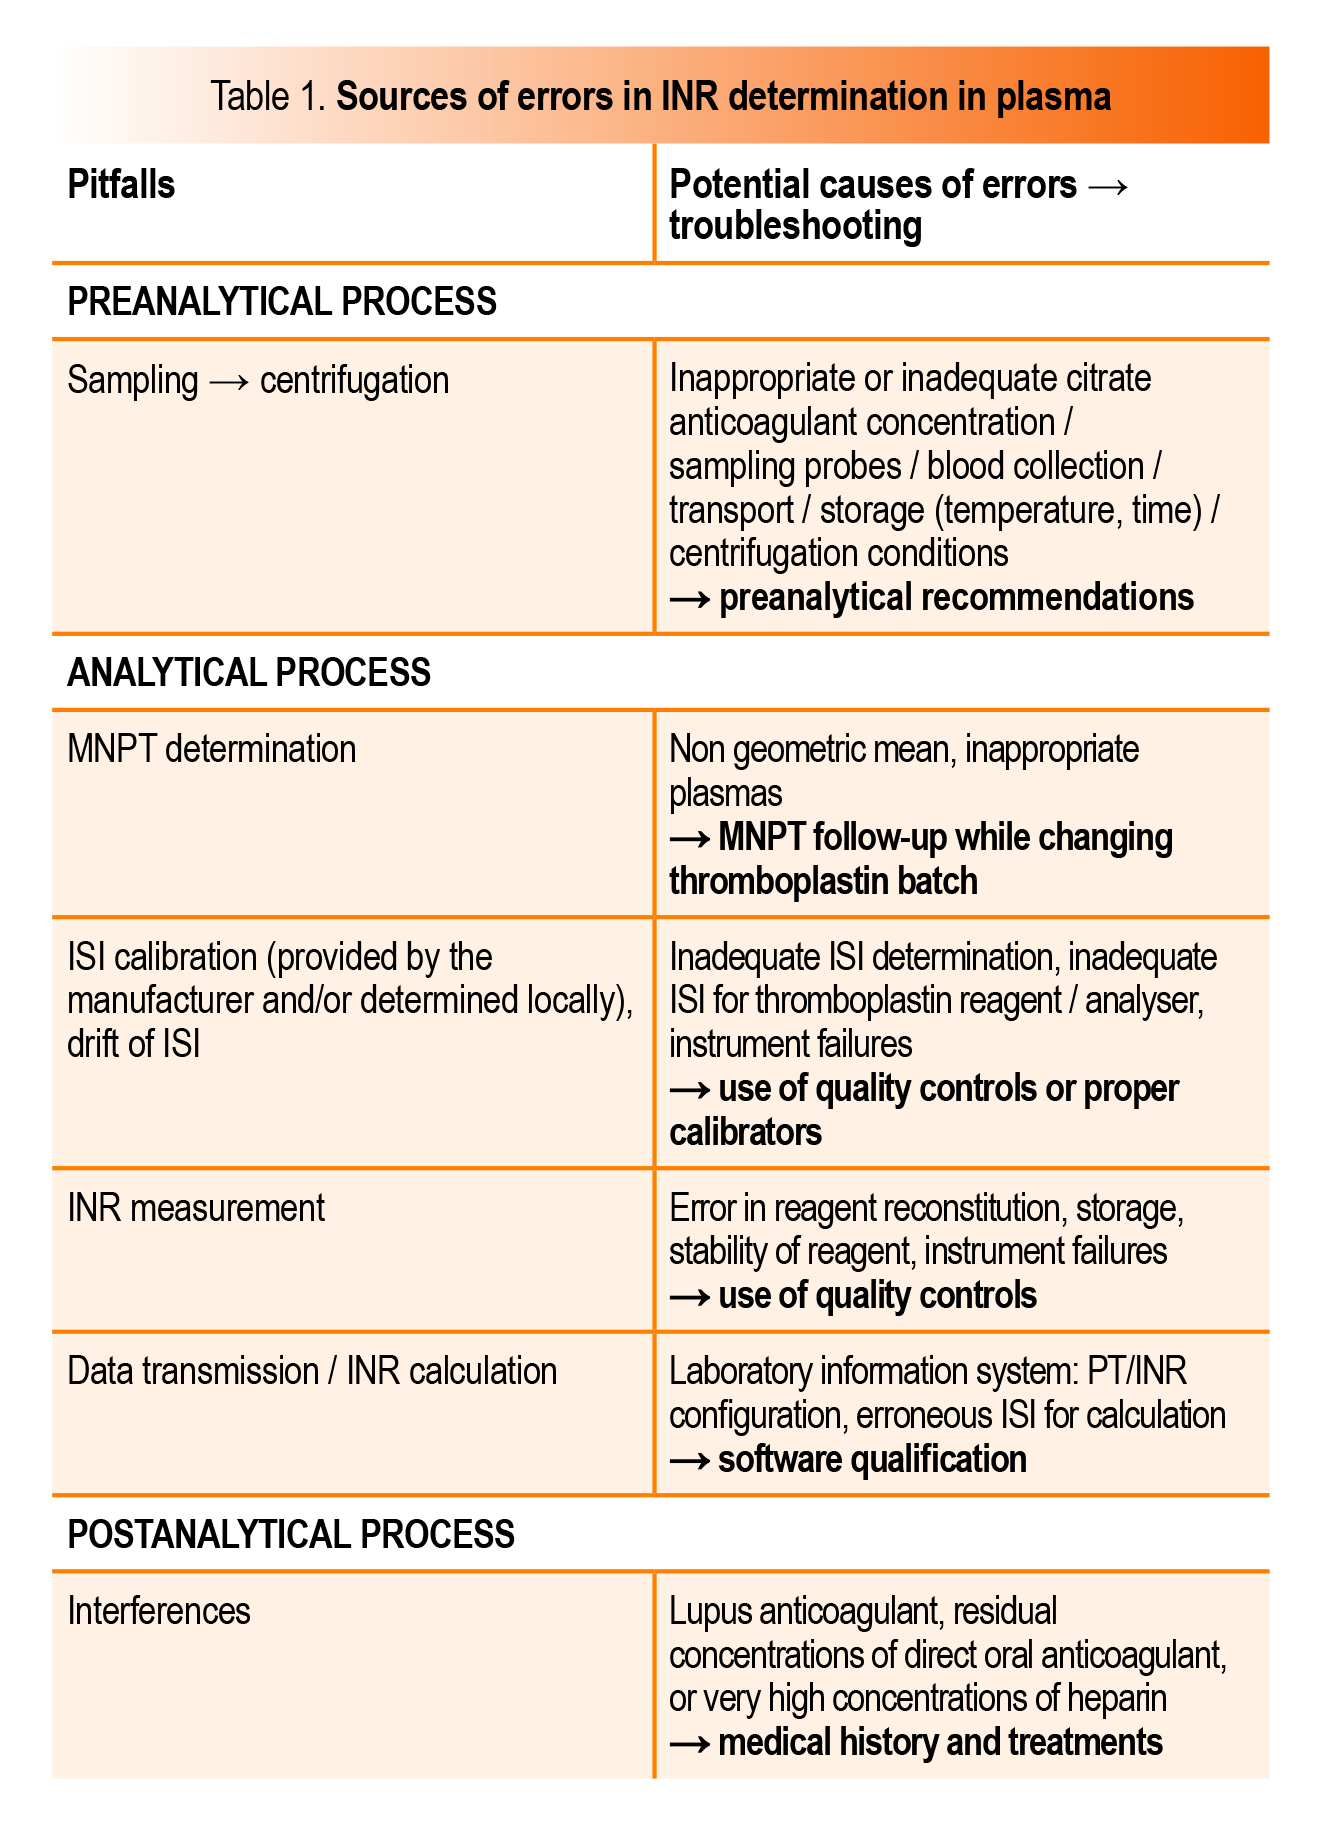 Table 1. Sources of errors in INR determination in plasma
Pitfalls
Potential causes of errors →
troubleshooting
PREANALYTICAL PROCESS
Sampling → centrifugation
Inappropriate or inadequate citrate
anticoagulant concentration /
sampling probes / blood collection /
transport / storage (temperature, time) /
centrifugation conditions
→ preanalytical recommendations
ANALYTICAL PROCESS
MNPT determination
Non geometric mean, inappropriate
plasmas
→ MNPT follow-up while changing
thromboplastin batch
ISI calibration (provided by the
manufacturer and/or determined locally),
drift of ISI
Inadequate ISI determination, inadequate
ISI for thromboplastin reagent / analyser,
instrument failures
→ use of quality controls or proper
calibrators
INR measurement
Error in reagent reconstitution, storage,
stability of reagent, instrument failures
→ use of quality controls
Data transmission / INR calculation
Laboratory information system: PT/INR
configuration, erroneous ISI for calculation
→ software qualification
POSTANALYTICAL PROCESS
Interferences
Lupus anticoagulant, residual
concentrations of direct oral anticoagulant,
or very high concentrations of heparin
→ medical history and treatments